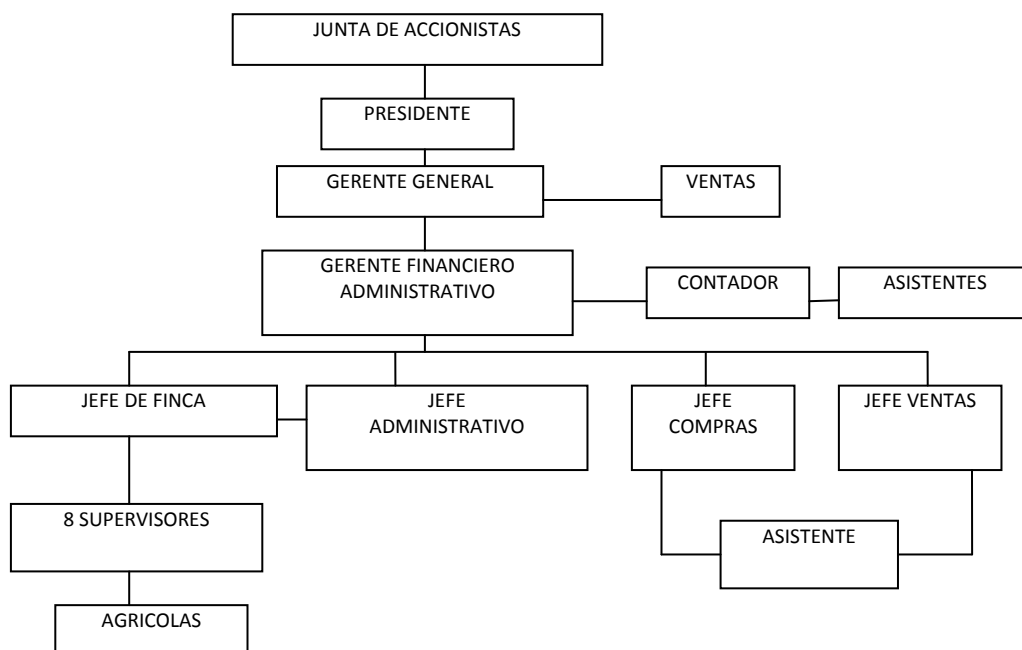 JUNTA DE ACCIONISTAS
PRESIDENTE
GERENTE GENERAL
VENTAS
GERENTE FINANCIERO
ADMINISTRATIVO
CONTADOR
ASISTENTES
JEFE DE FINCA
JEFE
ADMINISTRATIVO
JEFE
COMPRAS
JEFE VENTAS
8 SUPERVISORES
ASISTENTE
AGRICOLAS